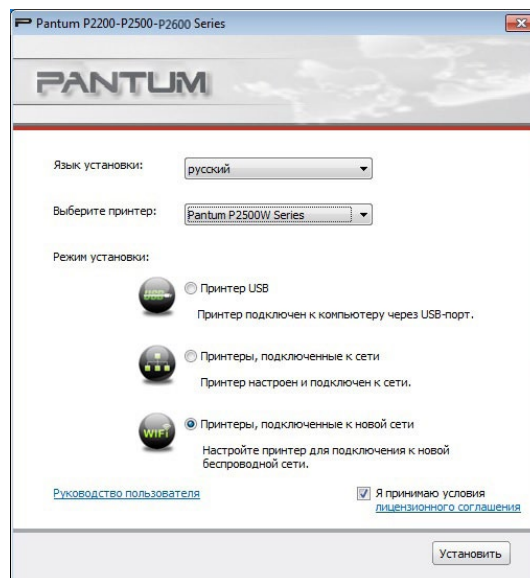 Pantum P2200-P2500-P2600 Series
PANTUM
Язык установки:
русский
Выберите принтер:
Pantum P2500W Series
Режим установки:
USB
Принтер USB
Принтер подключен к компьютеру через USB-порт.
Принтеры, подключенные к сети
Принтер настроен и подключен к сети.
WiFi
Принтеры, подключенные к новой сети
Настройте принтер для подключения к новой
беспроводной сети.
Руководство пользователя
Я принимаю условия
лицензионного соглашения
Установить